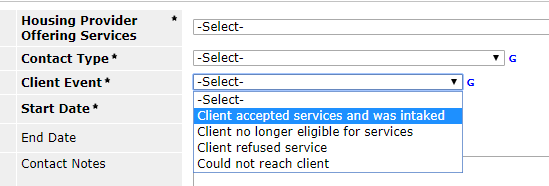 Housing Provider * -Select-
Offering Services
Contact Type* -Select- G
Client Event* -Select- G
-Select-
Start Date* Client accepted services and was intaked
Client no longer eligible for services
End Date Client refused service
Contact Notes Could not reach client